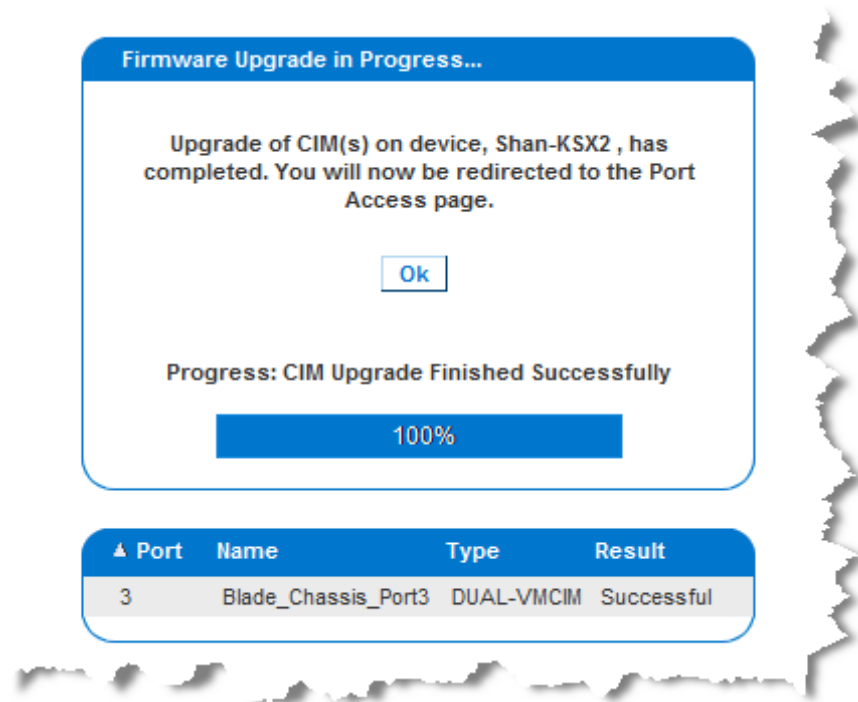 Firmware Upgrade in Progress...
Upgrade of CIM(s) on device, Shan-KSX2 , has
completed. You will now be redirected to the Port
Access page.
Ok
Progress: CIM Upgrade Finished Successfully
100%
▲ Port Name Type Result
3 Blade_Chassis_Port3 DUAL-VMCIM Successful